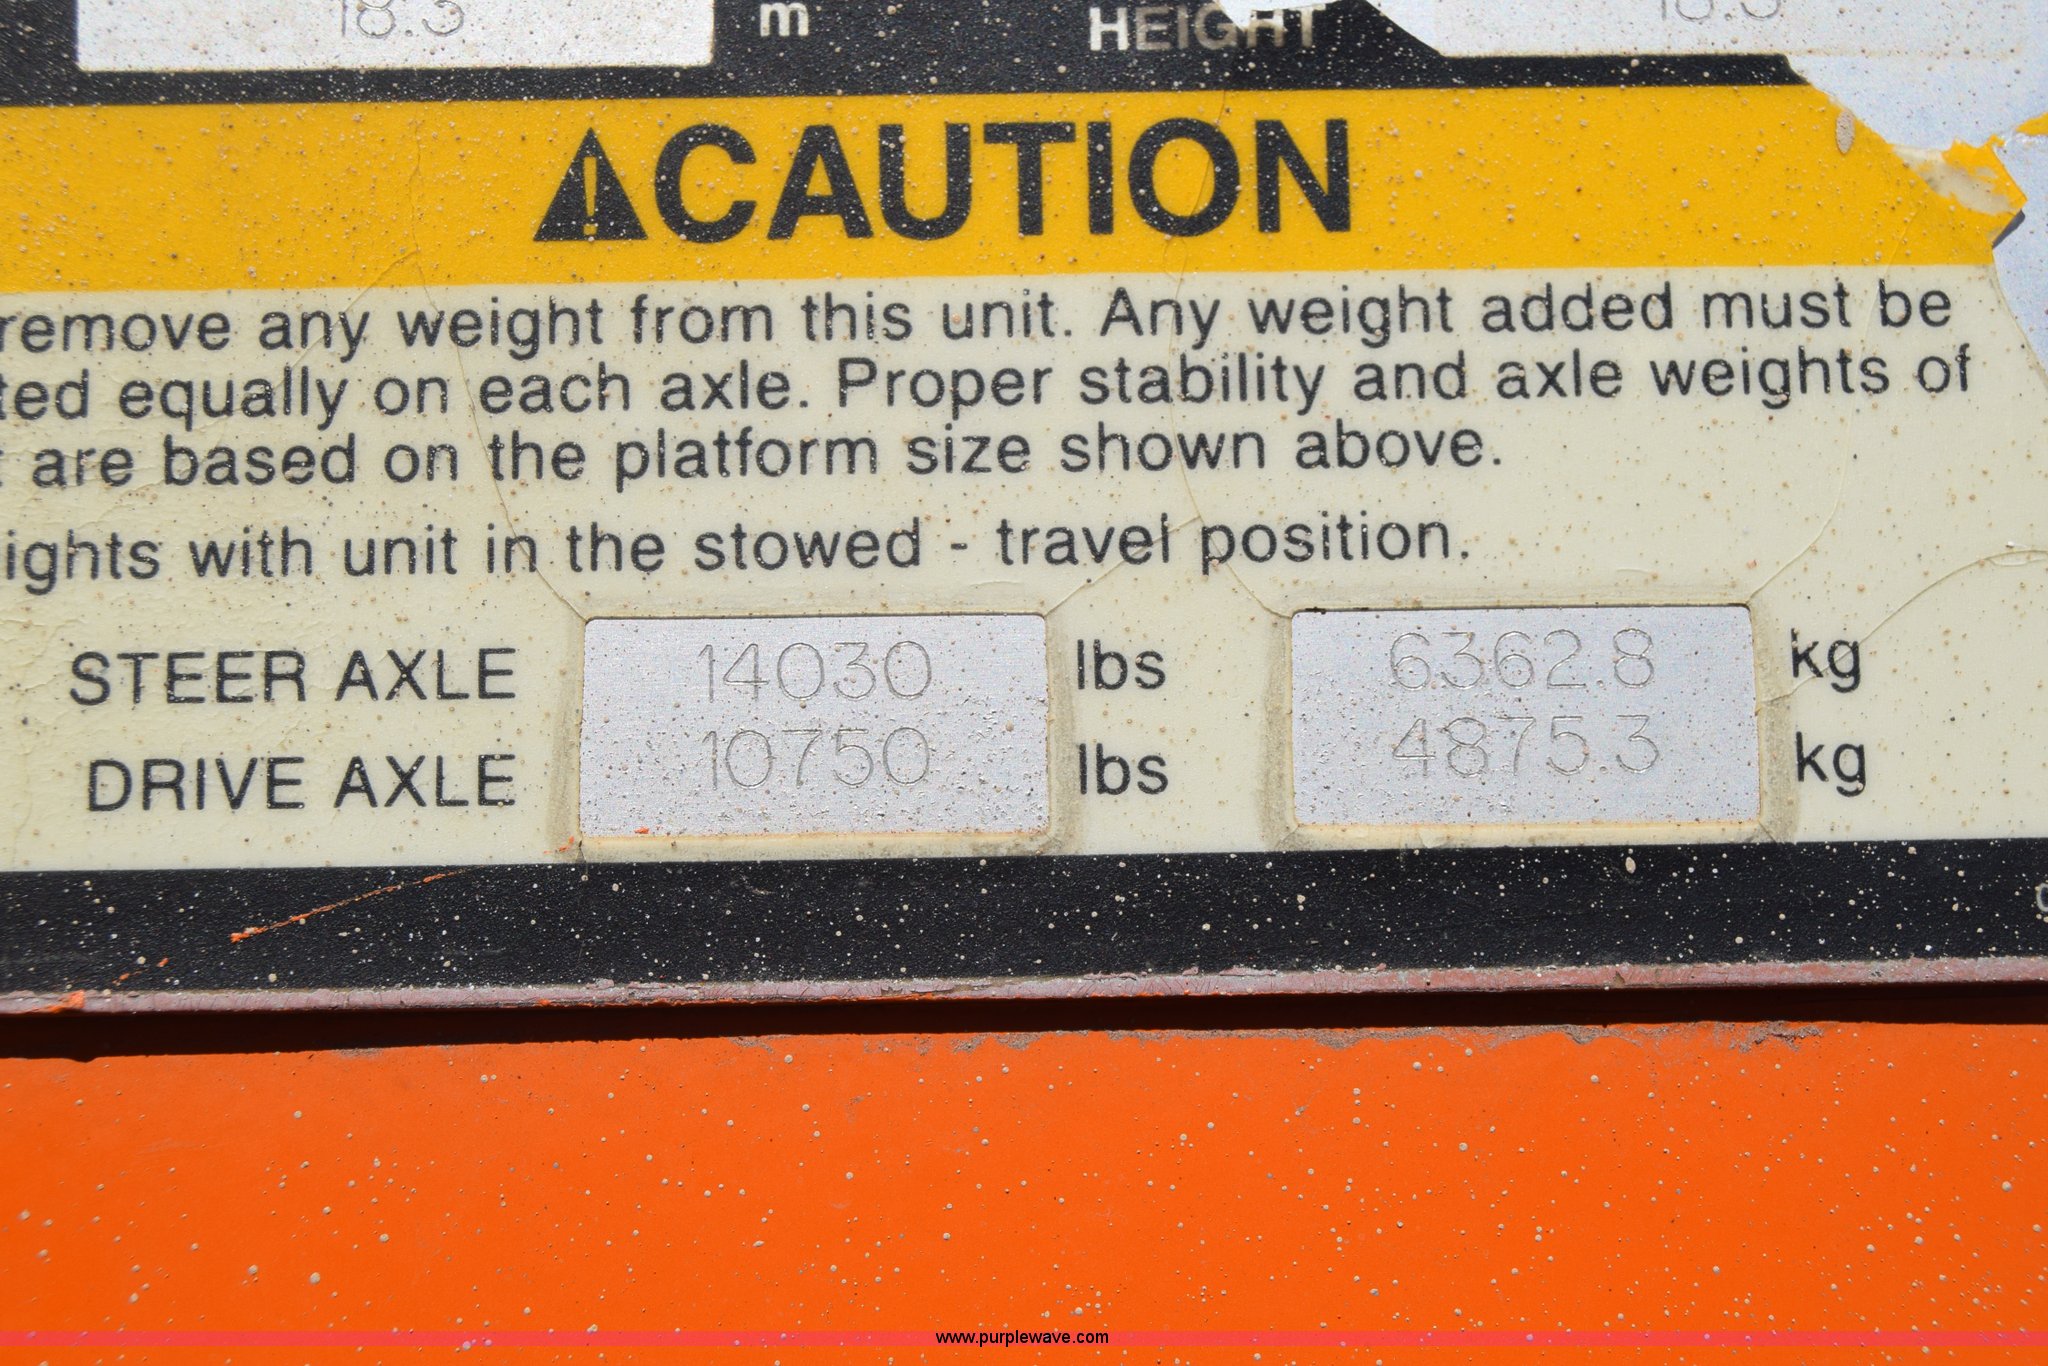 18.3 m HEIGHT 18.3
CAUTION
remove any weight from this unit. Any weight added must be
ted equally on each axle. Proper stability and axle weights of
are based on the platform size shown above.
ights with unit in the stowed - travel position.
STEER AXLE 14030 lbs 6362.8 kg
DRIVE AXLE 10750 lbs 4875.3 kg
www.purplewave.com